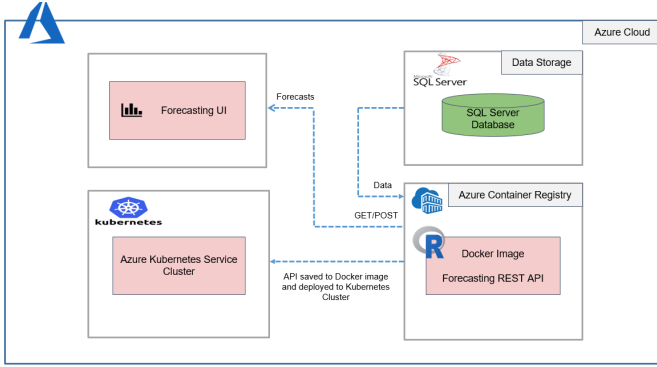 Azure Cloud
Data Storage
Microsoft
SQL Server
SQL Server
Database
Forecasting UI
Forecasts
Data
GET/POST
kubernetes
Azure Kubernetes Service
Cluster
API saved to Docker image
and deployed to Kubernetes
Cluster
Azure Container Registry
R
Docker Image
Forecasting REST API